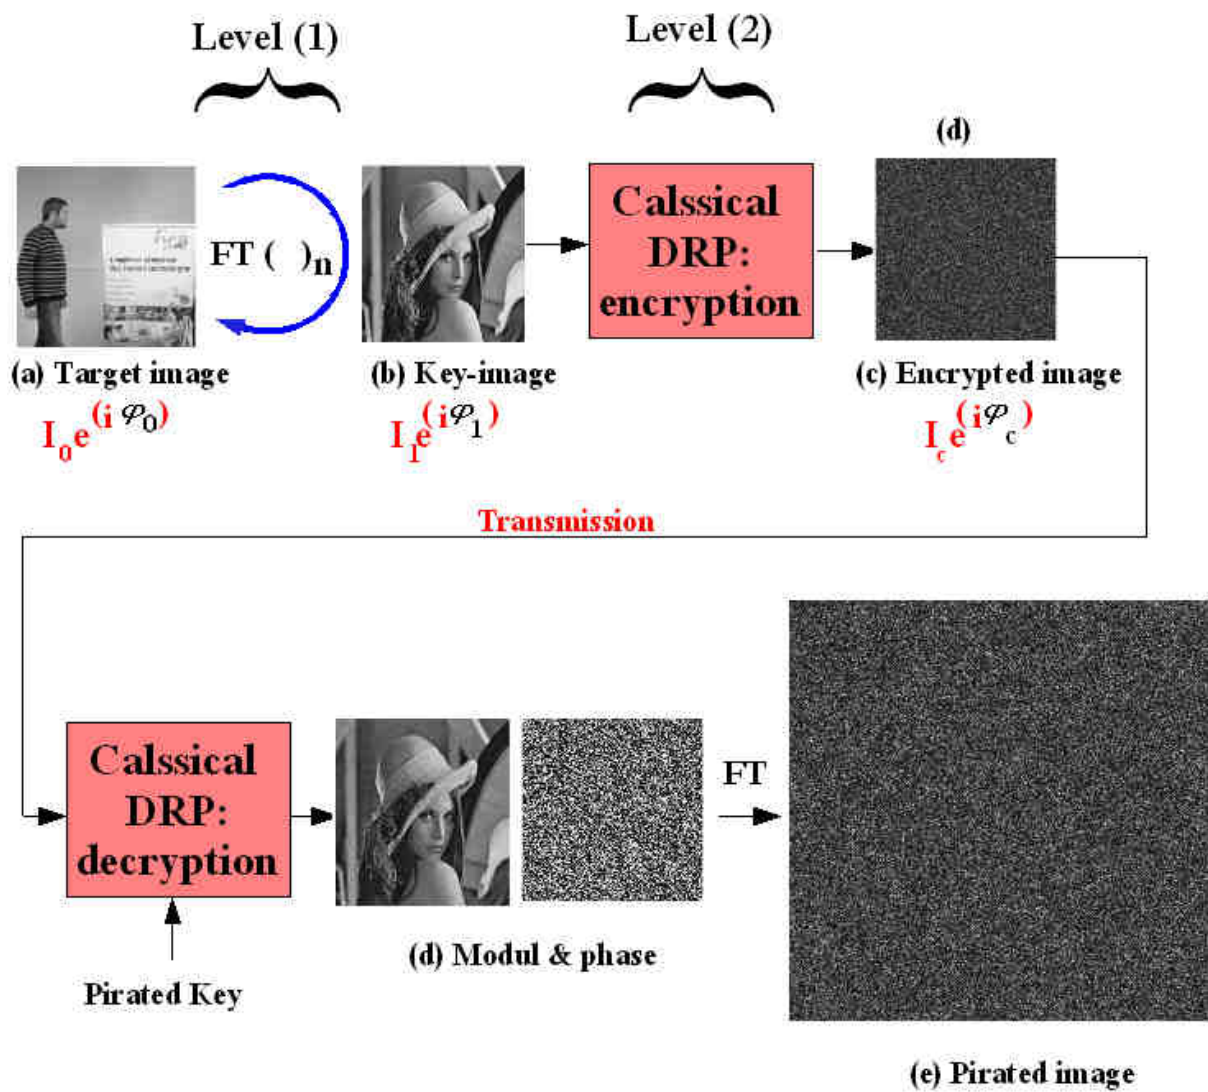 Level (1)
Level (2)
(d)
FT ( )n
Calssical
DRP:
encryption
(a) Target image
(b) Key-image
(c) Encrypted image
I0e(i φ0)
I1e(iφ1)
Ice(iφc)
Transmission
Calssical
DRP:
decryption
FT
(d) Modul & phase
Pirated Key
(e) Pirated image